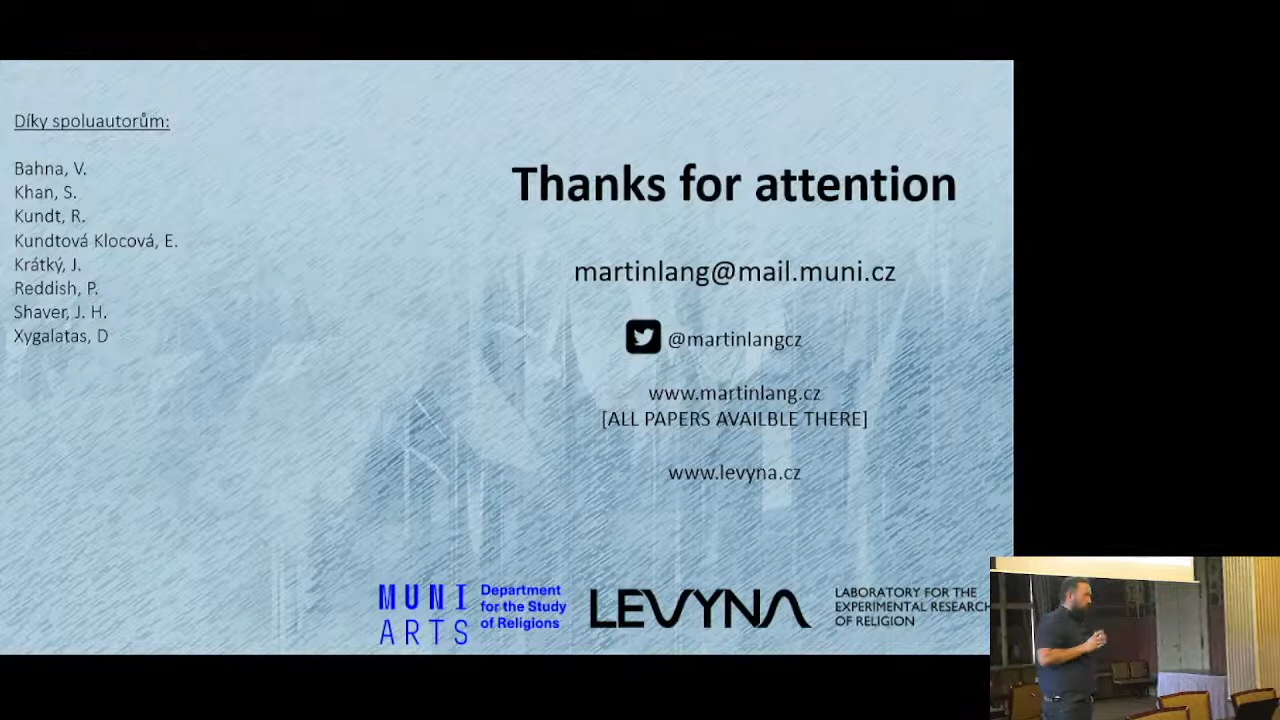 Díky spoluautorům:
Bahna, V.
Khan, S.
Kundt, R.
Kundtová Klocová, E.
Krátký, J.
Reddish, P.
Shaver, J. H.
Xygalatas, D
Thanks for attention
martinlang@mail.muni.cz
@martinlangcz
www.martinlang.cz
[ALL PAPERS AVAILBLE THERE]
www.levyna.cz
MUNI
ARTS
Department
for the Study
of Religions
LEVYNA
LABORATORY FOR THE
EXPERIMENTAL RESEARCH
OF RELIGION